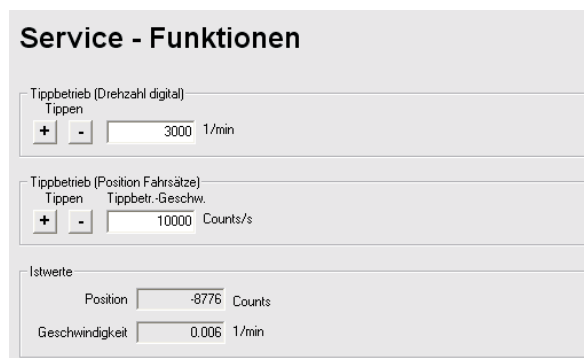 Service - Funktionen
Tippbetrieb (Drehzahl digital)
Tippen
+ - 3000 1/min
Tippbetrieb (Position Fahrsätze)
Tippen Tippbetr.-Geschw.
+ - 10000 Counts/s
Istwerte
Position -8776 Counts
Geschwindigkeit 0.006 1/min